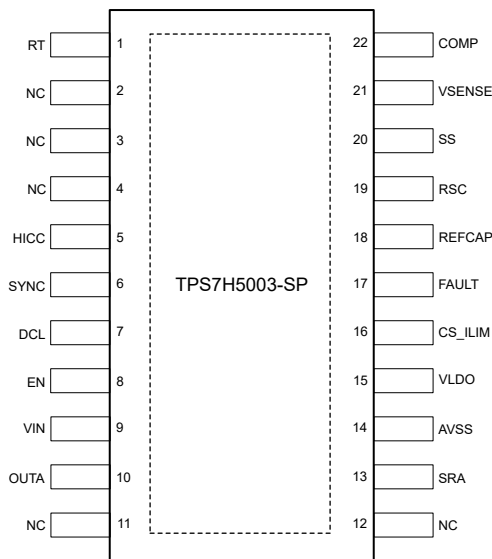 RT 1 22 COMP
NC 2 21 VSENSE
NC 3 20 SS
NC 4 19 RSC
HICC 5 18 REFCAP
SYNC 6 TPS7H5003-SP 17 FAULT
DCL 7 16 CS_ILIM
EN 8 15 VLDO
VIN 9 14 AVSS
OUTA 10 13 SRA
NC 11 12 NC